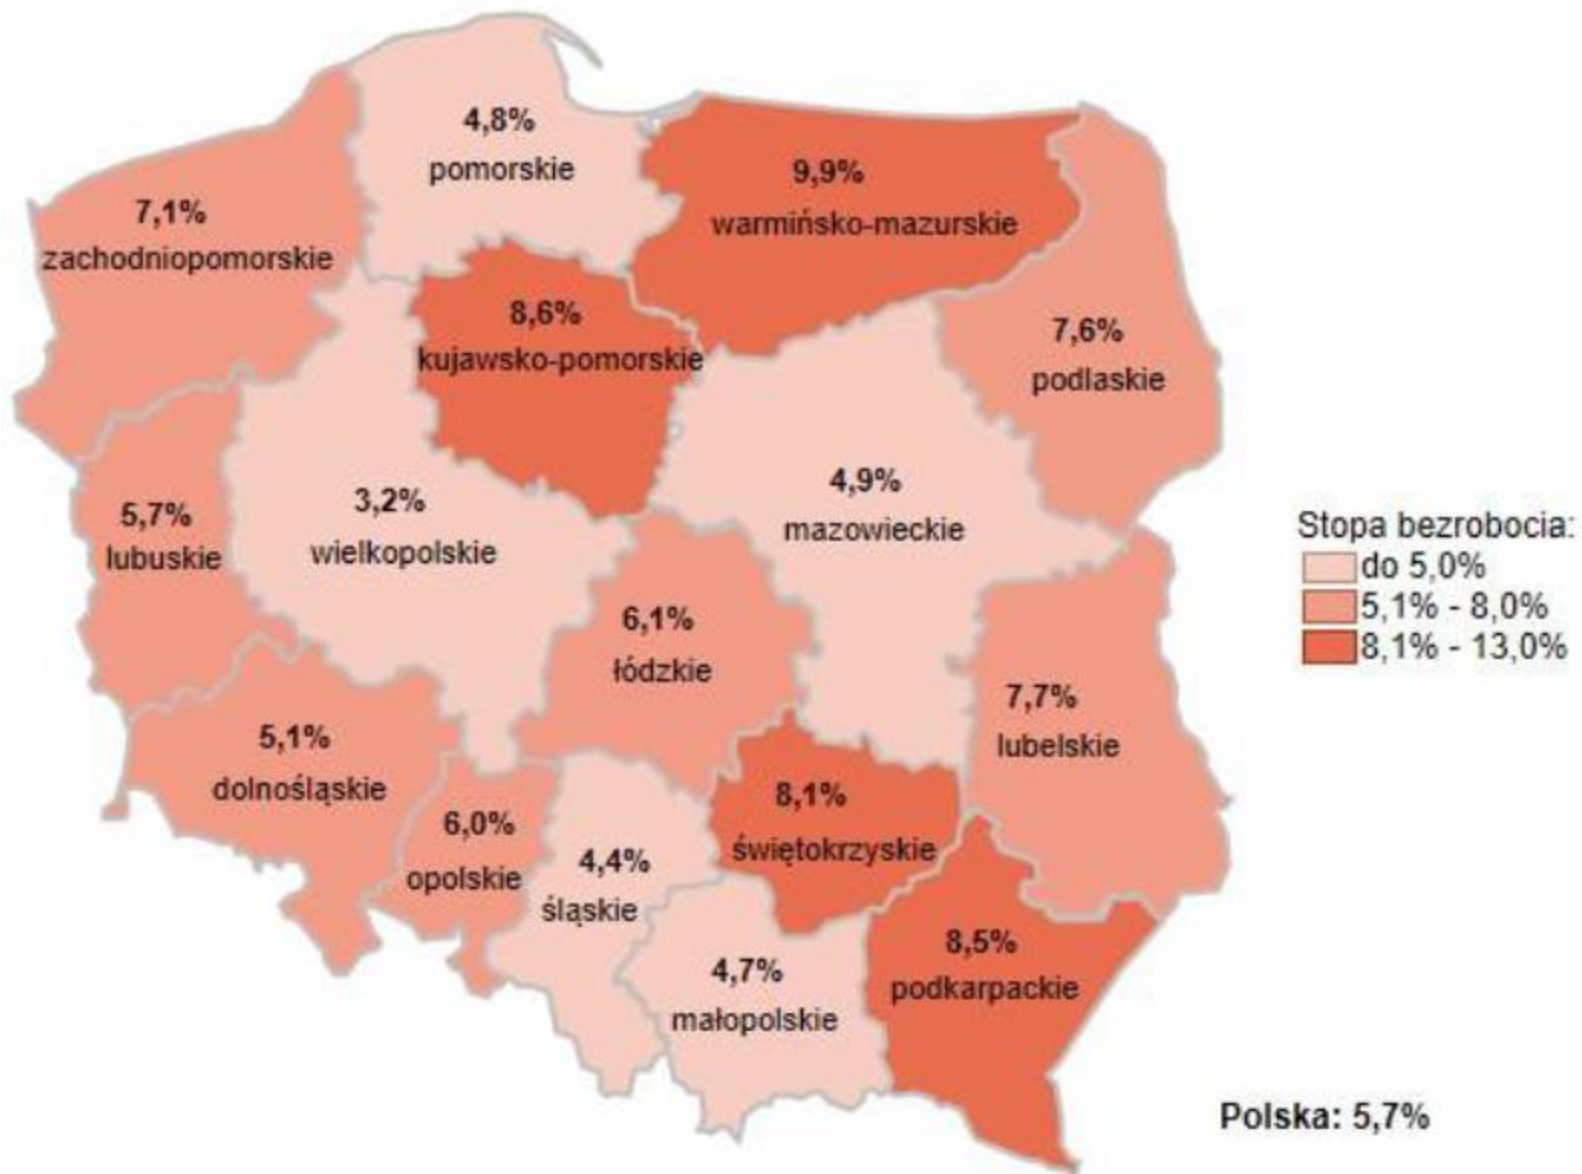 4,8%
pomorskie
9,9%
warmińsko-mazurskie
7,1%
zachodniopomorskie
8,6%
kujawsko-pomorskie
7,6%
podlaskie
5,7%
lubuskie
3,2%
wielkopolskie
4,9%
mazowieckie
6,1%
łódzkie
7,7%
lubelskie
5,1%
dolnośląskie
6,0%
opolskie
4,4%
śląskie
8,1%
świętokrzyskie
4,7%
małopolskie
8,5%
podkarpackie
Stopa bezrobocia:
do 5,0%
5,1% - 8,0%
8,1% - 13,0%
Polska: 5,7%